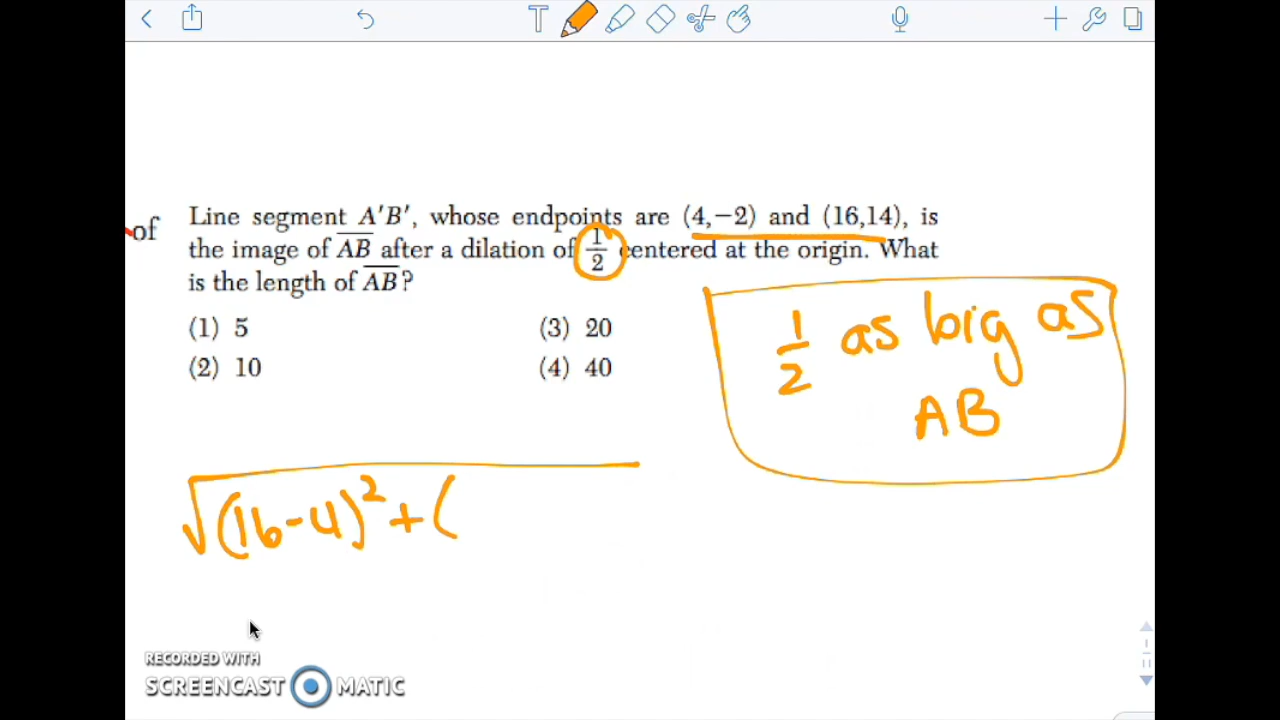 T
of
Line segment A′B′, whose endpoints are (4,−2) and (16,14), is
the image of AB after a dilation of 1/2 centered at the origin. What
is the length of AB?
(1) 5
(3) 20
(2) 10
(4) 40
1/2 as big as
AB
√(16-4)²+(
RECORDED WITH
SCREENCAST MATIC